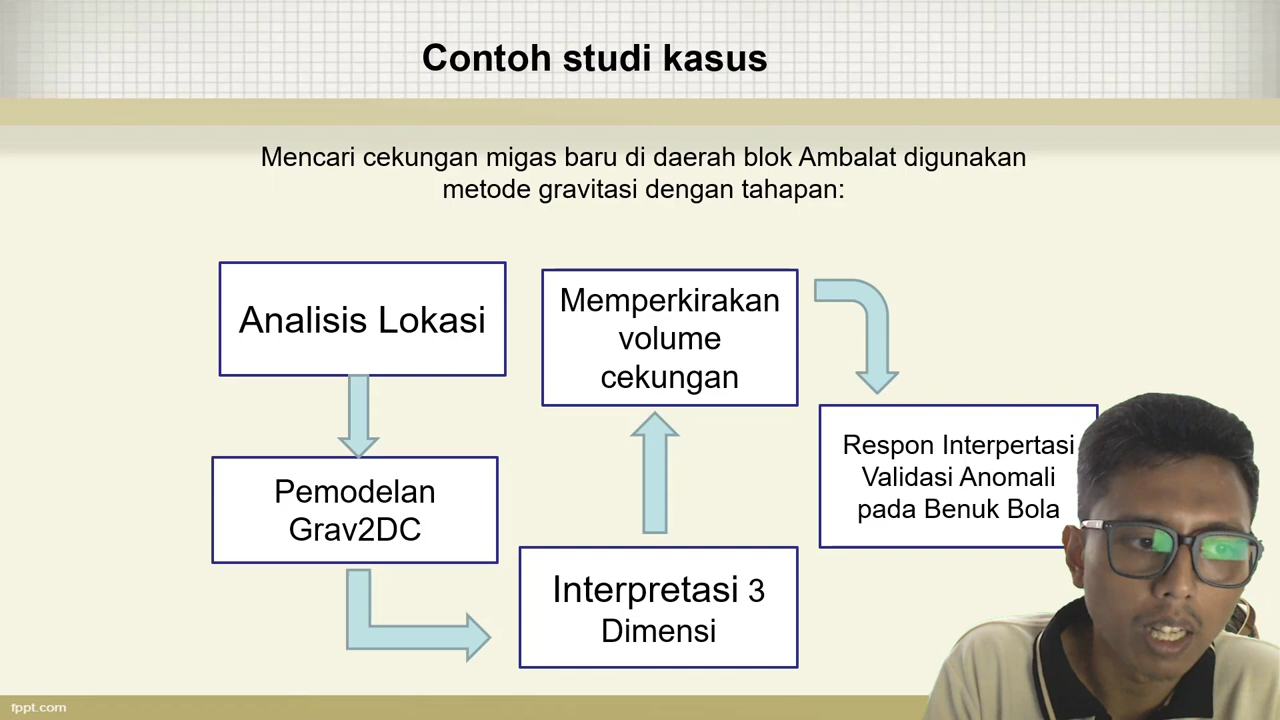 Contoh studi kasus
Mencari cekungan migas baru di daerah blok Ambalat digunakan
metode gravitasi dengan tahapan:
Analisis Lokasi
Pemodelan
Grav2DC
Interpretasi 3
Dimensi
Memperkirakan
volume
cekungan
Respon Interpertasi
Validasi Anomali
pada Benuk Bola
fppt.com